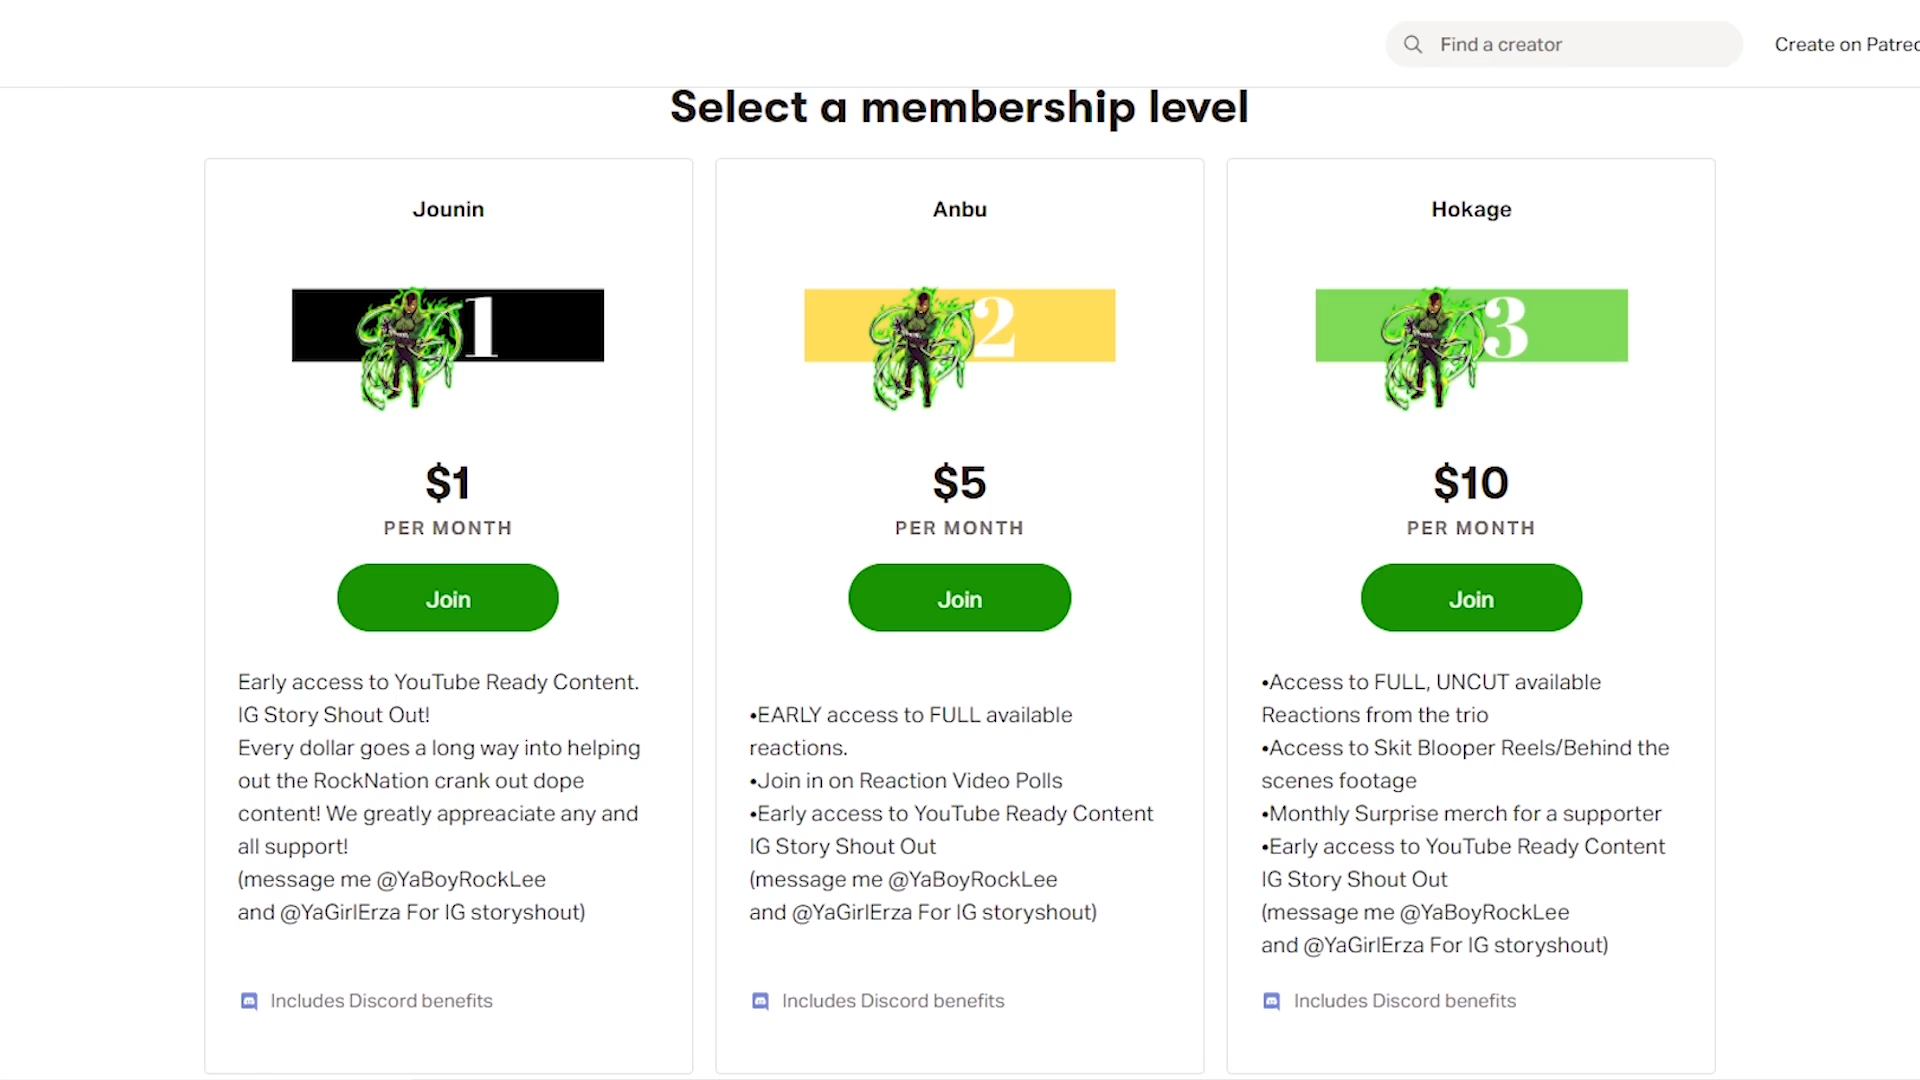 Find a creator
Create on Patreo
Select a membership level
Jounin
1
$1
PER MONTH
Join
Early access to YouTube Ready Content.
IG Story Shout Out!
Every dollar goes a long way into helping
out the RockNation crank out dope
content! We greatly appreaciate any and
all support!
(message me @YaBoyRockLee
and @YaGirlErza For IG storyshout)
Includes Discord benefits
Anbu
2
$5
PER MONTH
Join
•EARLY access to FULL available
reactions.
•Join in on Reaction Video Polls
•Early access to YouTube Ready Content
IG Story Shout Out
(message me @YaBoyRockLee
and @YaGirlErza For IG storyshout)
Includes Discord benefits
Hokage
3
$10
PER MONTH
Join
•Access to FULL, UNCUT available
Reactions from the trio
•Access to Skit Blooper Reels/Behind the
scenes footage
•Monthly Surprise merch for a supporter
•Early access to YouTube Ready Content
IG Story Shout Out
(message me @YaBoyRockLee
and @YaGirlErza For IG storyshout)
Includes Discord benefits